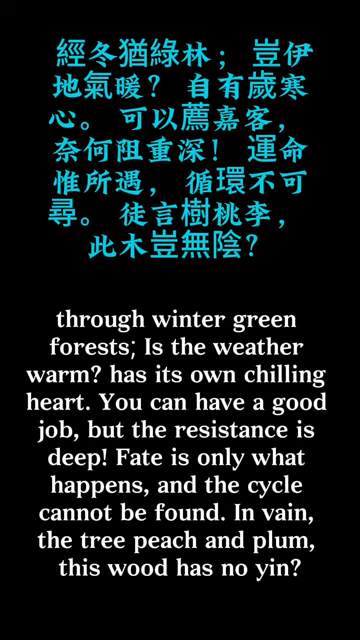 經冬猶綠林； 豈伊
地氣暖？ 自有歲寒
心。 可以薦嘉客，
奈何阻重深！ 運命
惟所遇， 循環不可
尋。 徒言樹桃李，
此木豈無陰？
through winter green
forests; Is the weather
warm? has its own chilling
heart. You can have a good
job, but the resistance is
deep! Fate is only what
happens, and the cycle
cannot be found. In vain,
the tree peach and plum,
this wood has no yin?